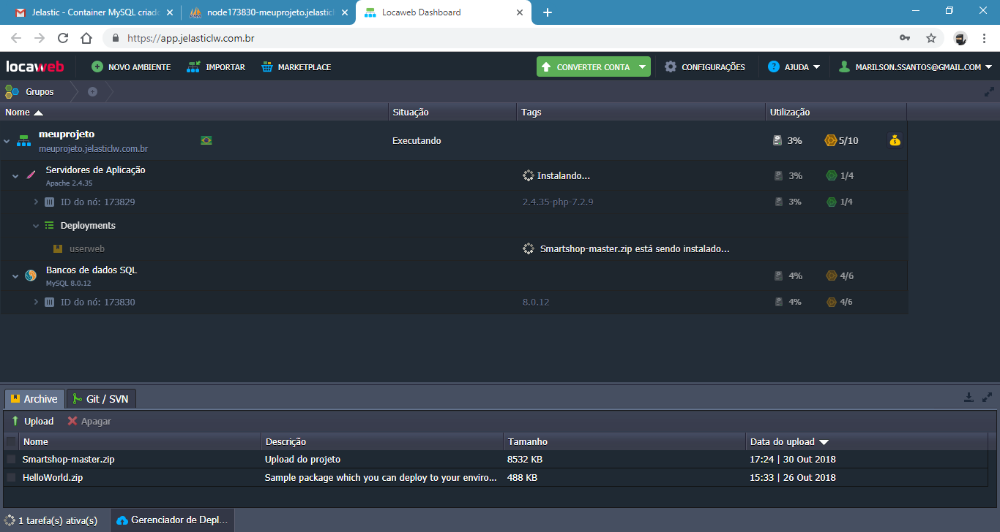 Jelastic - Container MySQL criad
node173830-meuprojeto.jelasticl
Locaweb Dashboard
https://app.jelasticlw.com.br
locaweb
NOVO AMBIENTE
IMPORTAR
MARKETPLACE
CONVERTER CONTA
CONFIGURAÇÕES
AJUDA
MARILSON.SSANTOS@GMAIL.COM
Grupos
Nome
Situação
Tags
Utilização
meuprojeto
meuprojeto.jelasticlw.com.br
Executando
3%
5/10
Servidores de Aplicação
Apache 2.4.35
Instalando...
3%
1/4
ID do nó: 173829
2.4.35-php-7.2.9
3%
1/4
Deployments
userweb
Smartshop-master.zip está sendo instalado...
Bancos de dados SQL
MySQL 8.0.12
4%
4/6
ID do nó: 173830
8.0.12
4%
4/6
Archive
Git / SVN
Upload
Apagar
Nome
Descrição
Tamanho
Data do upload
Smartshop-master.zip
Upload do projeto
8532 KB
17:24 | 30 Out 2018
HelloWorld.zip
Sample package which you can deploy to your enviro...
488 KB
15:33 | 26 Out 2018
1 tarefa(s) ativa(s)
Gerenciador de Depl...